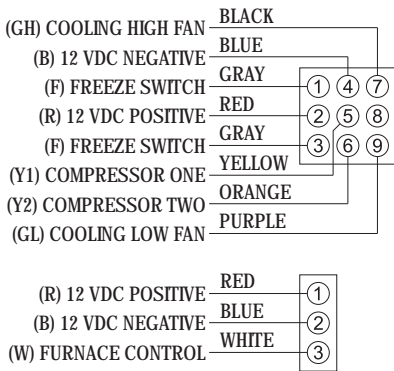 (GH) COOLING HIGH FAN BLACK
(B) 12 VDC NEGATIVE BLUE
(F) FREEZE SWITCH GRAY 1 4 7
(R) 12 VDC POSITIVE RED 2 5 8
(F) FREEZE SWITCH GRAY 3 6 9
(Y1) COMPRESSOR ONE YELLOW
(Y2) COMPRESSOR TWO ORANGE
(GL) COOLING LOW FAN PURPLE
(R) 12 VDC POSITIVE RED 1
(B) 12 VDC NEGATIVE BLUE 2
(W) FURNACE CONTROL WHITE 3